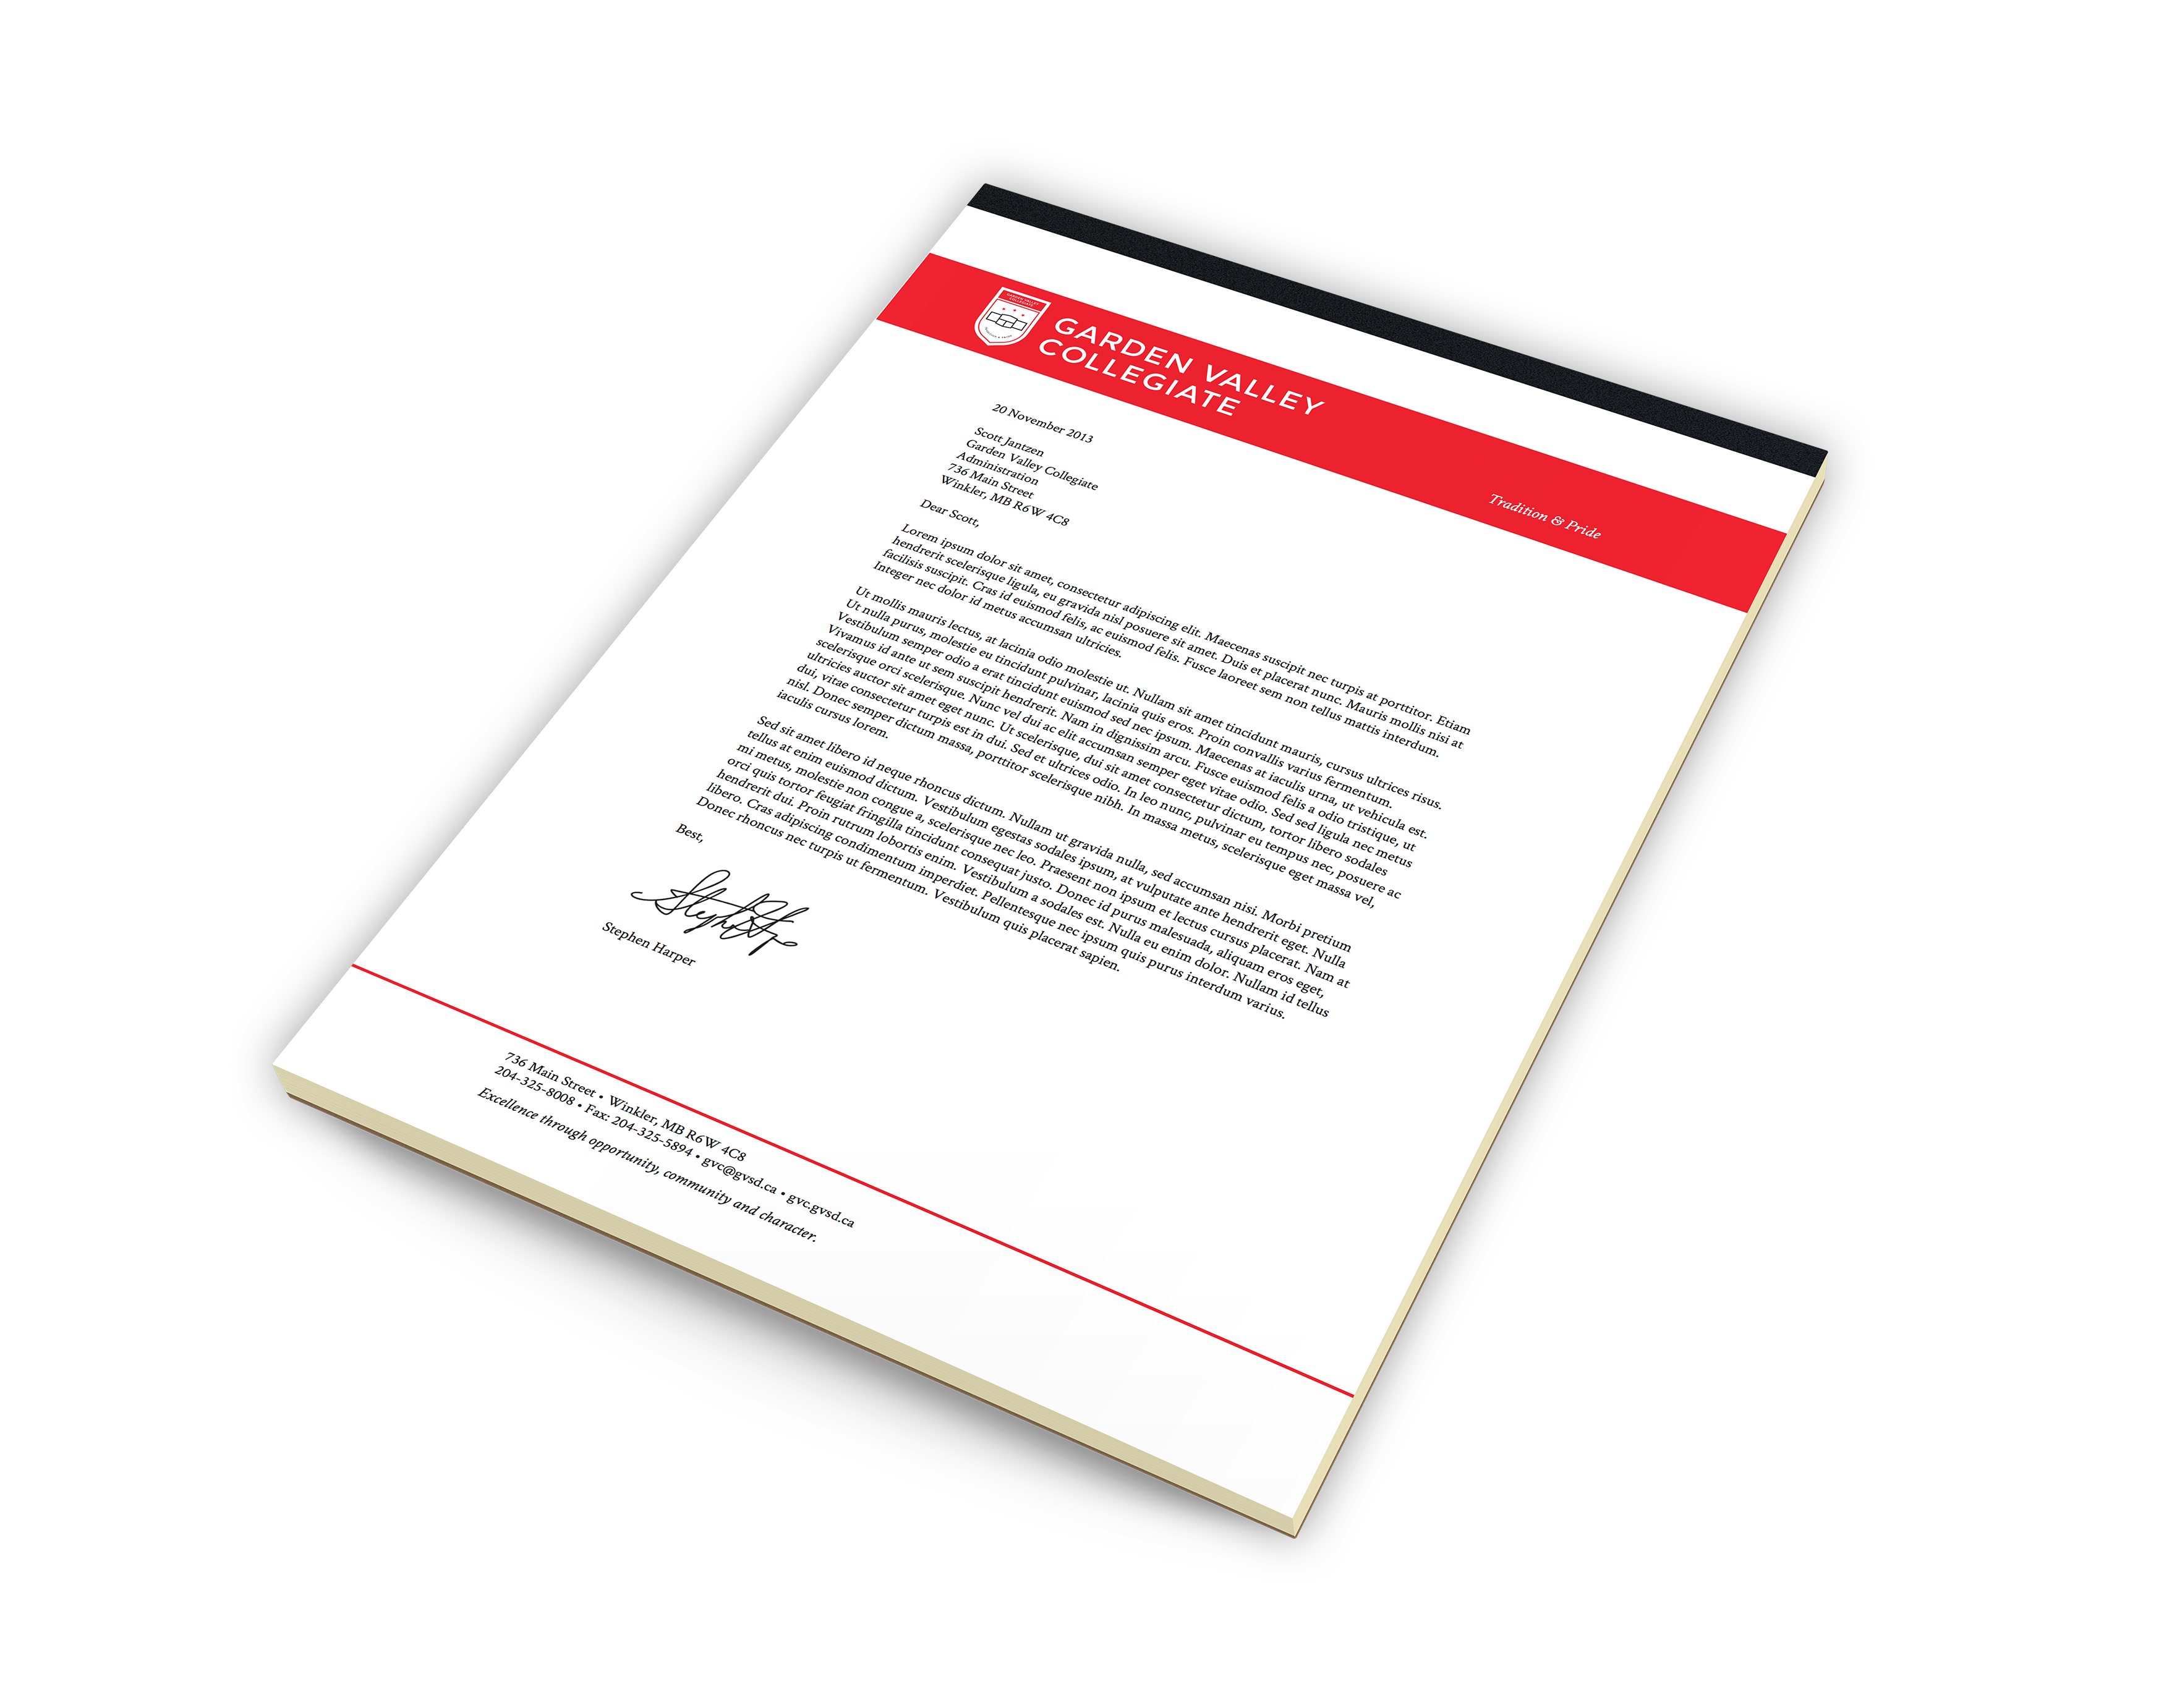 GARDEN VALLEY
COLLEGIATE
GARDEN VALLEY
COLLEGIATE
Tradition & Pride
20 November 2013
Scott Jantzen
Garden Valley Collegiate
Administration
736 Main Street
Winkler, MB R6W 4C8
Dear Scott,
Lorem ipsum dolor sit amet, consectetur adipiscing elit. Maecenas suscipit nec turpis at porttitor. Etiam
hendrerit scelerisque ligula, eu gravida nisl posuere sit amet. Duis et placerat nunc. Mauris mollis nisi at
facilisis suscipit. Cras id euismod felis, ac euismod felis. Fusce laoreet sem non tellus mattis interdum.
Integer nec dolor id metus accumsan ultricies.
Ut mollis mauris lectus, at lacinia odio molestie ut. Nullam sit amet tincidunt mauris, cursus ultrices risus.
Ut nulla purus, molestie eu tincidunt pulvinar, lacinia quis eros. Proin convallis varius fermentum.
Vestibulum semper odio a erat tincidunt euismod sed nec ipsum. Maecenas at iaculis urna, ut vehicula est.
Vivamus id ante ut sem suscipit hendrerit. Nam in dignissim arcu. Fusce euismod felis a odio tristique, ut
scelerisque orci scelerisque. Nunc vel dui ac elit accumsan semper eget vitae odio. Sed sed ligula nec metus
ultricies auctor sit amet eget nunc. Ut scelerisque, dui sit amet consectetur dictum, tortor libero sodales
dui, vitae consectetur turpis est in dui. Sed et ultrices odio. In leo nunc, pulvinar eu tempus nec, posuere ac
nisl. Donec semper dictum massa, porttitor scelerisque nibh. In massa metus, scelerisque eget massa vel,
iaculis cursus lorem.
Sed sit amet libero id neque rhoncus dictum. Nullam ut gravida nulla, sed accumsan nisi. Morbi pretium
tellus at enim euismod dictum. Vestibulum egestas sodales ipsum, at vulputate ante hendrerit eget. Nulla
mi metus, molestie non congue a, scelerisque nec leo. Praesent non ipsum et lectus cursus placerat. Nam at
orci quis tortor feugiat fringilla tincidunt consequat justo. Donec id purus malesuada, aliquam eros eget,
hendrerit dui. Proin rutrum lobortis enim. Vestibulum a sodales est. Nulla eu enim dolor. Nullam id tellus
libero. Cras adipiscing condimentum imperdiet. Pellentesque nec ipsum quis purus interdum varius.
Donec rhoncus nec turpis ut fermentum. Vestibulum quis placerat sapien.
Best,
Stephen Harper
736 Main Street • Winkler, MB R6W 4C8
204-325-8008 • Fax: 204-325-5894 • gvc@gvsd.ca • gvc.gvsd.ca
Excellence through opportunity, community and character.